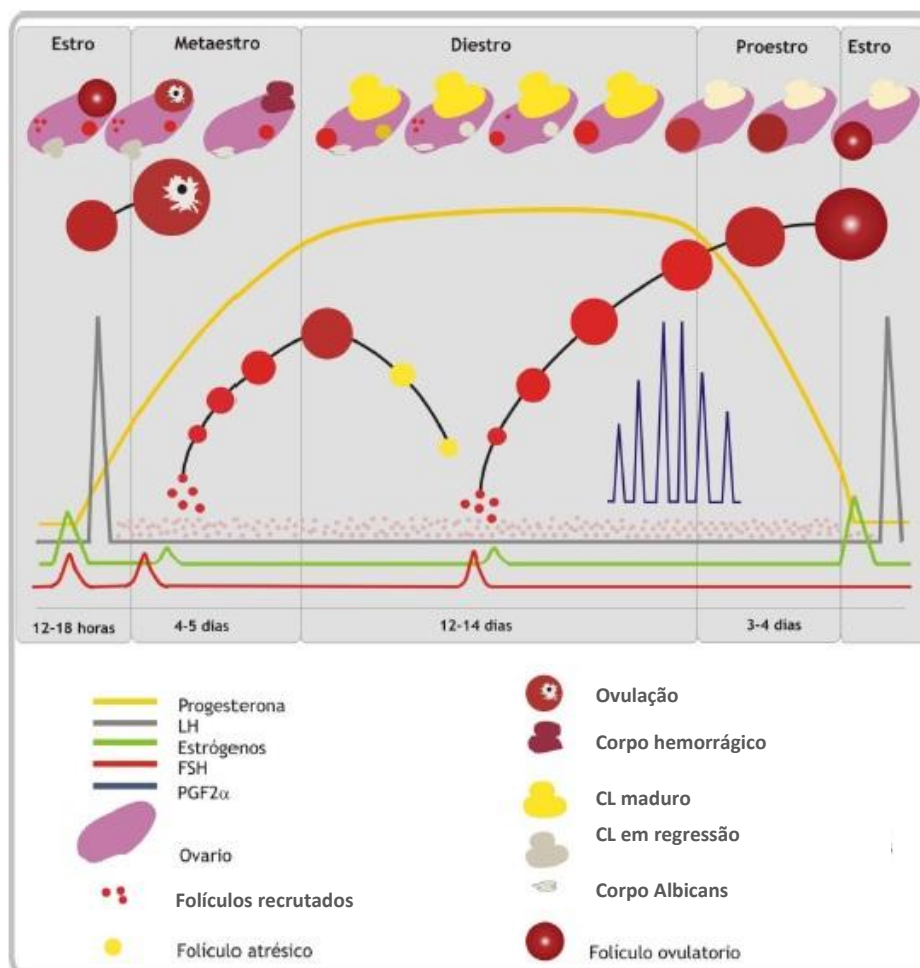 Estro
Metaestro
Diestro
Proestro
Estro
12-18 horas
4-5 dias
12-14 dias
3-4 dias
Progesterona
LH
Estrógenos
FSH
PGF2α
Ovario
Folículos recrutados
Folículo atrésico
Ovulação
Corpo hemorrágico
CL maduro
CL em regressão
Corpo Albicans
Folículo ovulatorio